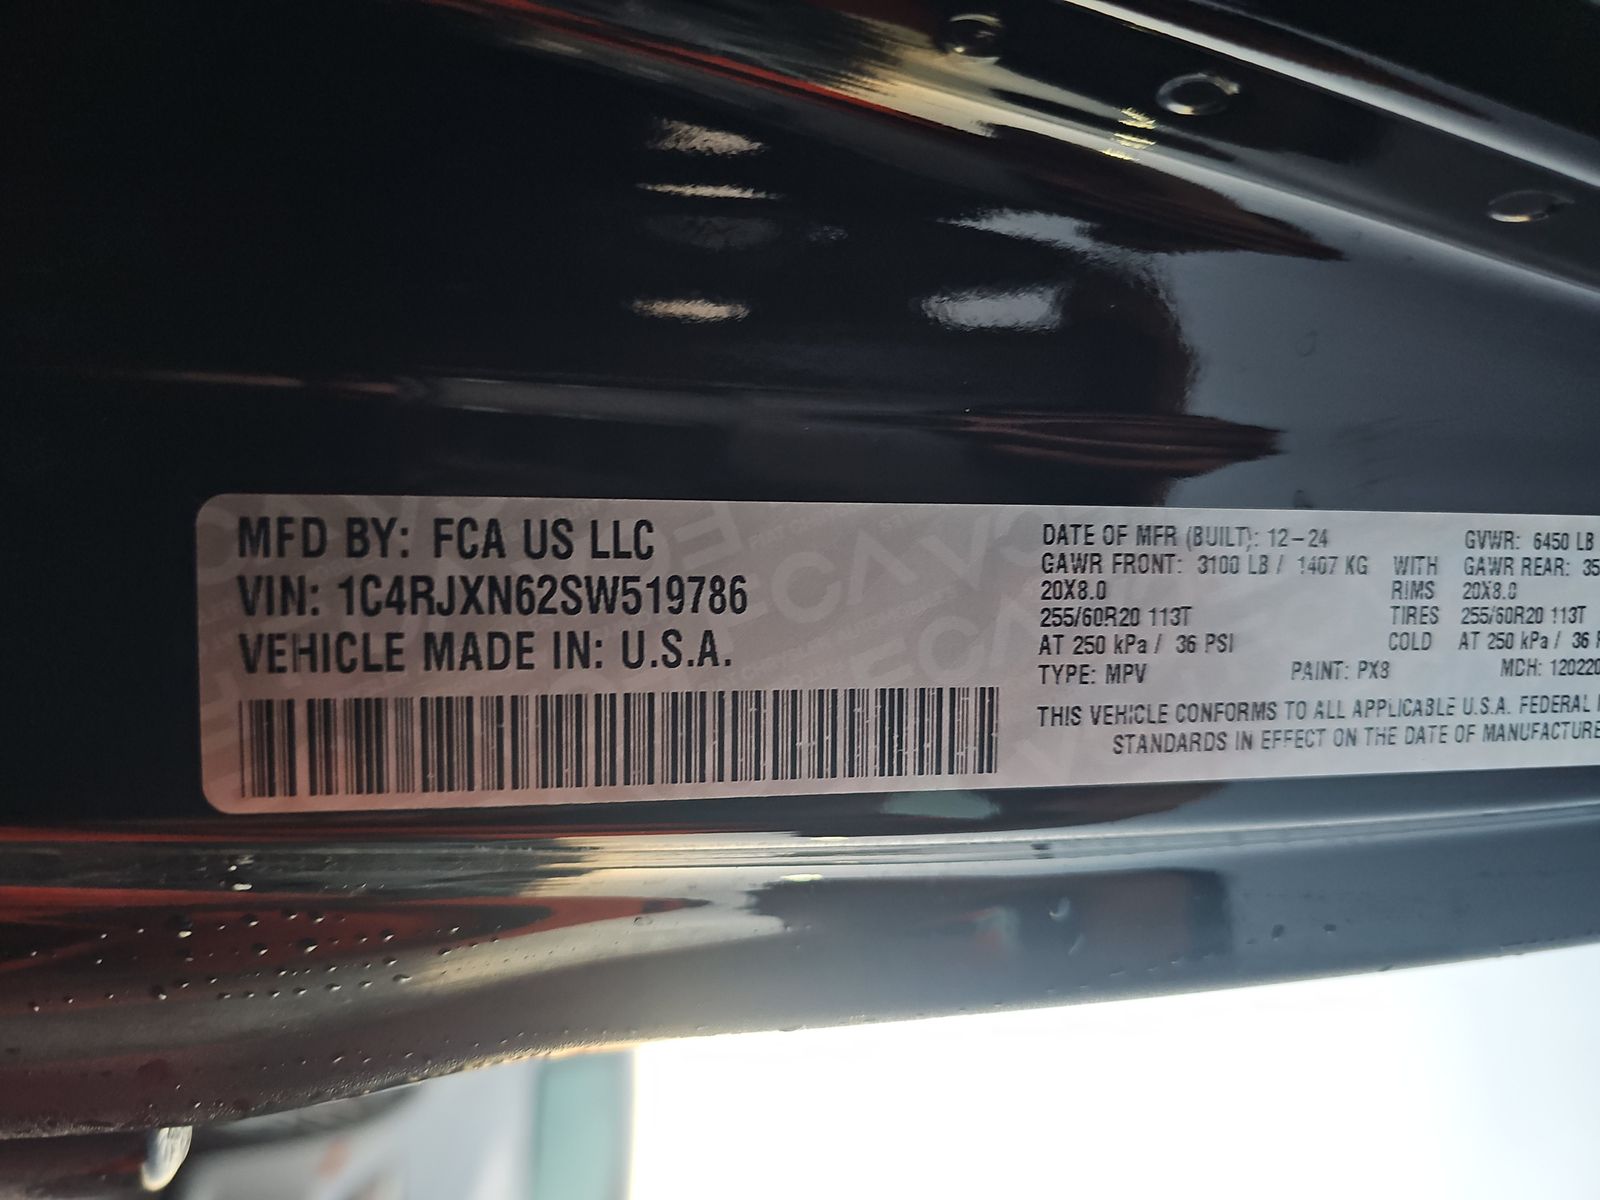 MFD BY: FCA US LLC
VIN: 1C4RJXN62SW519786
VEHICLE MADE IN: U.S.A.
DATE OF MFR (BUILT): 12-24 GVWR: 6450 LB
GAWR FRONT: 3100 LB / 1407 KG WITH GAWR REAR: 35
20X8.0 RIMS 20X8.0
255/60R20 113T TIRES 255/60R20 113T
AT 250 kPa / 36 PSI COLD AT 250 kPa / 36
TYPE: MPV PAINT: PX8 MCH: 120220
THIS VEHICLE CONFORMS TO ALL APPLICABLE U.S.A. FEDERAL
STANDARDS IN EFFECT ON THE DATE OF MANUFACTURE